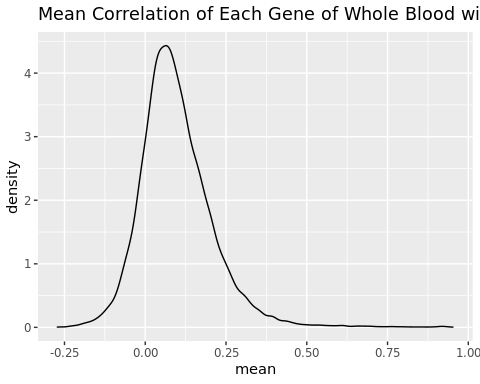 Mean Correlation of Each Gene of Whole Blood wi
density
4
3
2
1
0
-0.25 0.00 0.25 0.50 0.75 1.00
mean